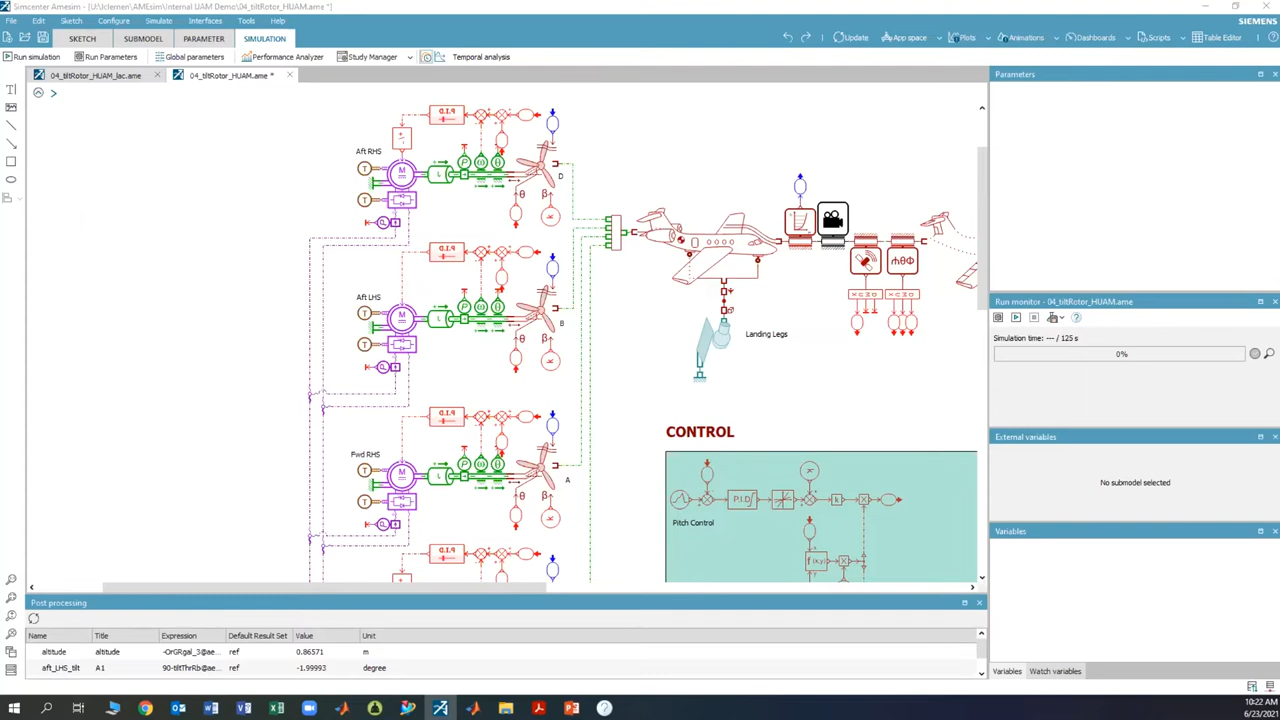 Simcenter Amesim - [U:\lclemen\AMEsim\Internal UAM Demo\04_tiltRotor_HUAM.ame *]
File Edit Sketch Configure Simulate Interfaces Tools Help
SIEMENS
SKETCH SUBMODEL PARAMETER SIMULATION
Update App space Plots Animations Dashboards Scripts Table Editor
Run simulation Run Parameters Global parameters Performance Analyzer Study Manager Temporal analysis
04_tiltRotor_HUAM_lac.ame 04_tiltRotor_HUAM.ame *
Parameters
P.I.D
Aft RHS
T M P ω θ
D
T
θ β
P k
P.I.D
Aft LHS
T M P ω θ
B
T
θ β
P k
Landing Legs
P.I.D
Fwd RHS
T M P ω θ
A
T
θ β
P k
P.I.D
CONTROL
P.I.D k
Pitch Control
f(x,y)
Run monitor - 04_tiltRotor_HUAM.ame
Simulation time: --- / 125 s
0%
External variables
No submodel selected
Variables
Variables Watch variables
Post processing
Name Title Expression Default Result Set Value Unit
altitude altitude -OrGRgal_3@ae... ref 0.86571 m
aft_LHS_tilt A1 90-tiltThrRb@ae... ref -1.99993 degree
10:22 AM
6/23/2021